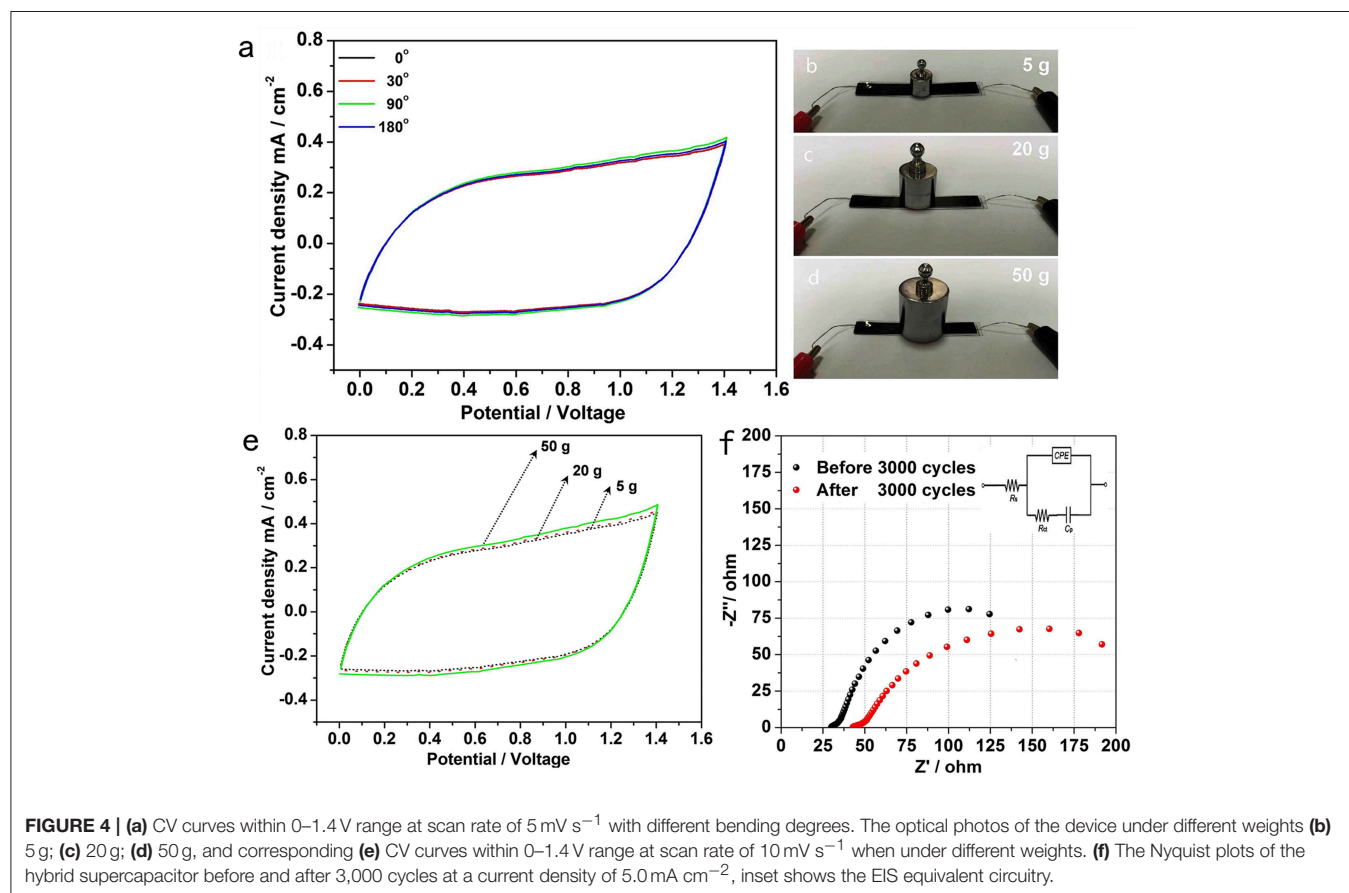 a
0.8
0.6
0.4
0.2
0.0
-0.2
-0.4
Current density mA / cm⁻²
0°
30°
90°
180°
0.0 0.2 0.4 0.6 0.8 1.0 1.2 1.4 1.6
Potential / Voltage
b 5 g
c 20 g
d 50 g
e
0.8
0.6
0.4
0.2
0.0
-0.2
-0.4
Current density mA / cm⁻²
50 g
20 g
5 g
0.0 0.2 0.4 0.6 0.8 1.0 1.2 1.4 1.6
Potential / Voltage
f
200
175
150
125
100
75
50
25
0
-Z''/ ohm
Before 3000 cycles
After 3000 cycles
CPE
Rs
Rct Cp
0 25 50 75 100 125 150 175 200
Z' / ohm
FIGURE 4 | (a) CV curves within 0–1.4 V range at scan rate of 5 mV s⁻¹ with different bending degrees. The optical photos of the device under different weights (b)
5 g; (c) 20 g; (d) 50 g, and corresponding (e) CV curves within 0–1.4 V range at scan rate of 10 mV s⁻¹ when under different weights. (f) The Nyquist plots of the
hybrid supercapacitor before and after 3,000 cycles at a current density of 5.0 mA cm⁻², inset shows the EIS equivalent circuitry.